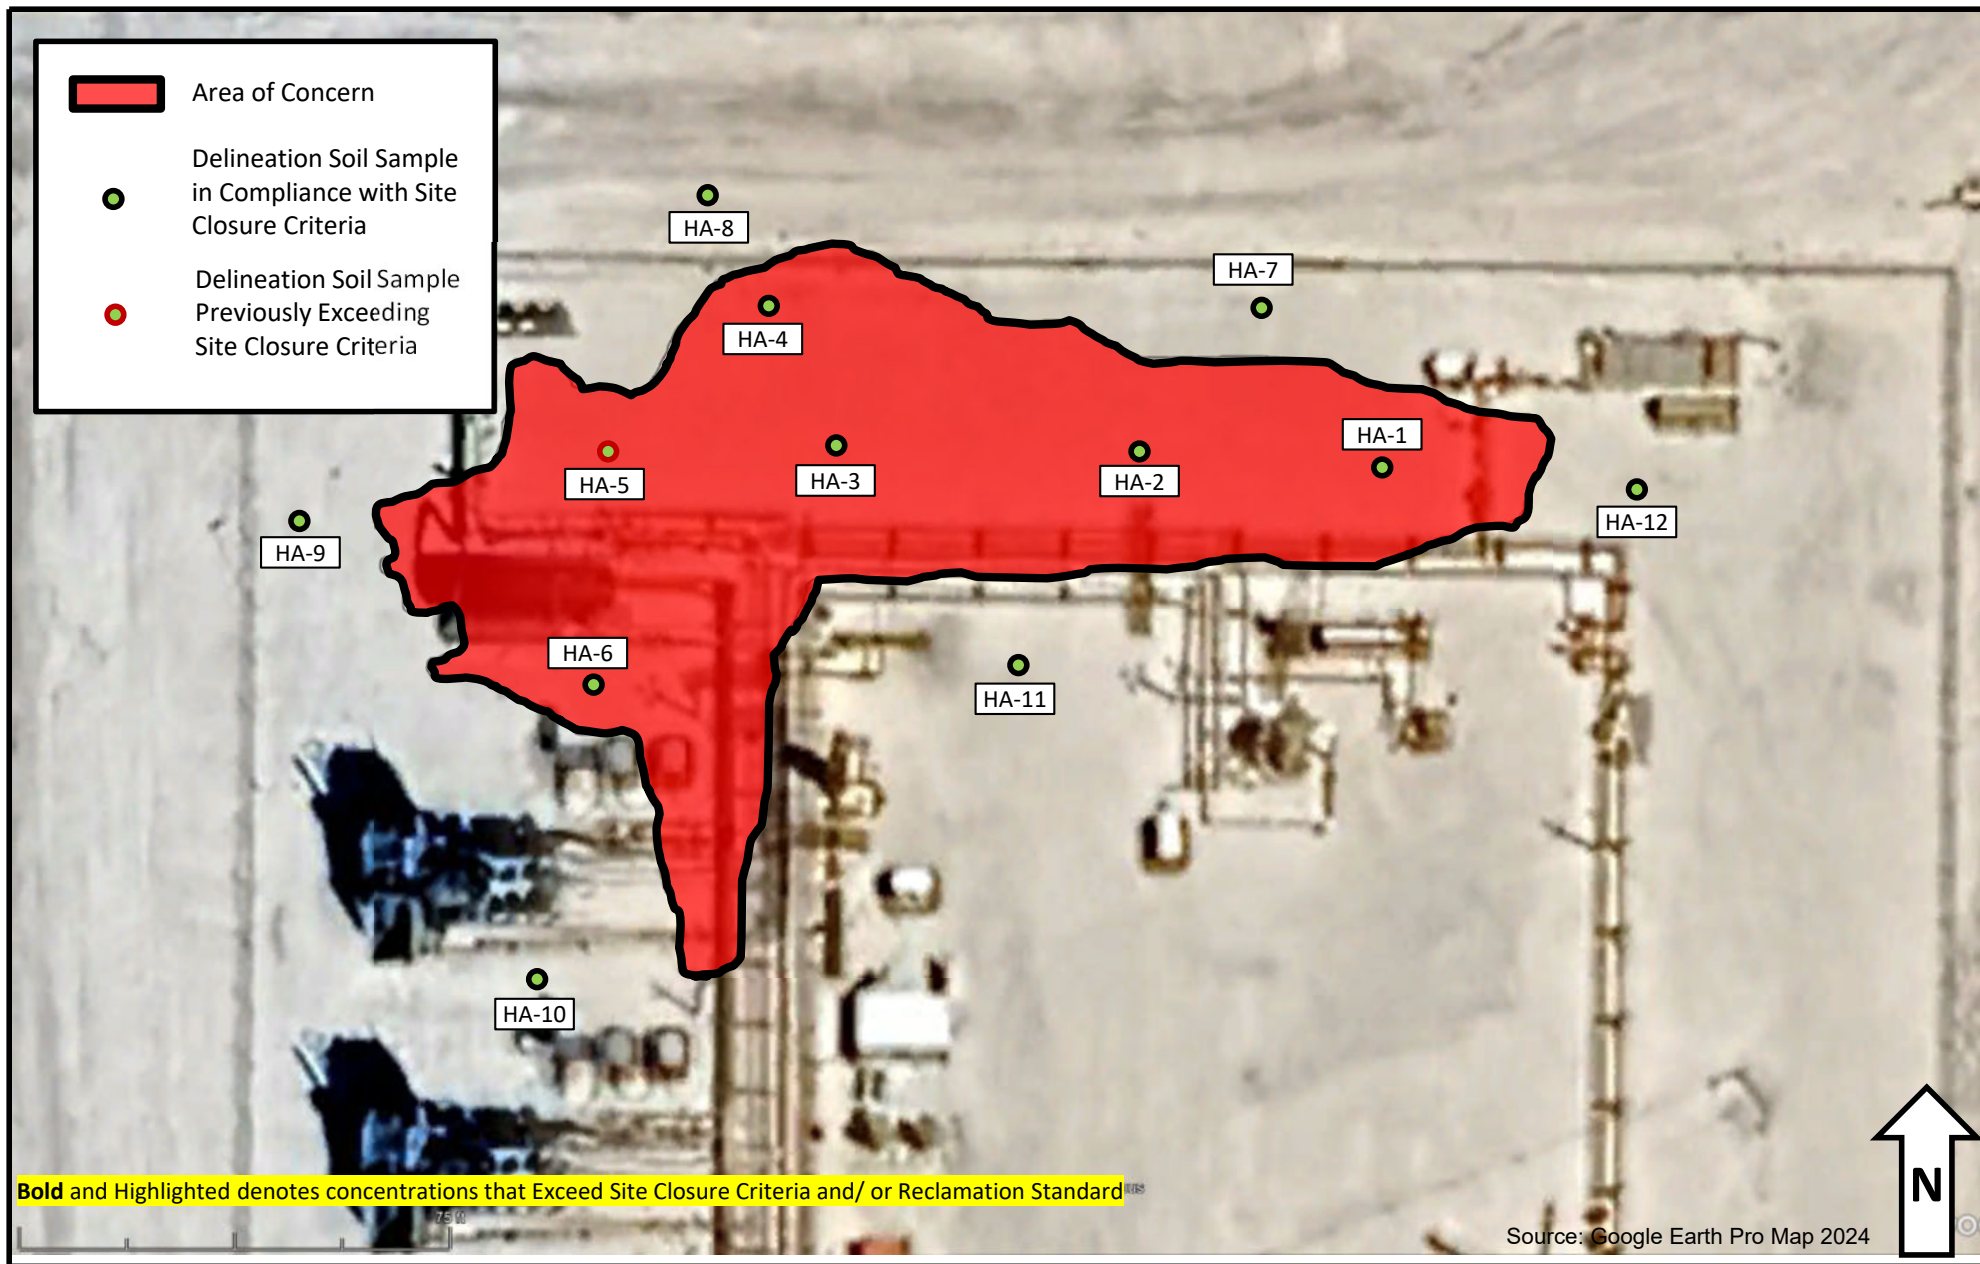 Area of Concern
Delineation Soil Sample
in Compliance with Site
Closure Criteria
Delineation Soil Sample
Previously Exceeding
Site Closure Criteria
HA-8
HA-7
HA-4
HA-1
HA-5
HA-3
HA-2
HA-12
HA-9
HA-6
HA-11
HA-10
Bold and Highlighted denotes concentrations that Exceed Site Closure Criteria and/ or Reclamation Standard
75 ft
Source: Google Earth Pro Map 2024
N